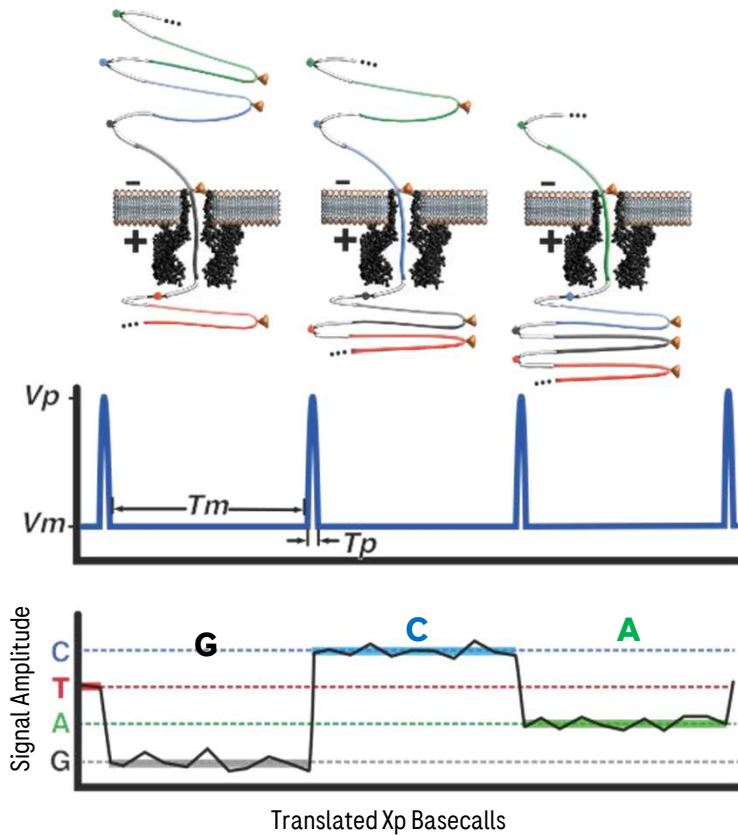 − − −
+ + +
Vp
Tm
Vm
Tp
Signal Amplitude
C
T
A
G
G
C
A
Translated Xp Basecalls